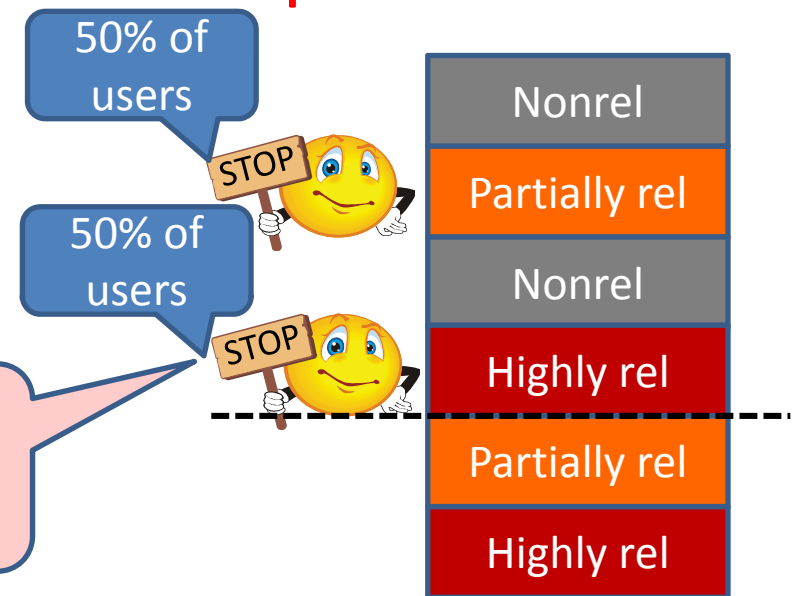 50% of
users
STOP
50% of
users
STOP
Nonrel
Partially rel
Nonrel
Highly rel
Partially rel
Highly rel